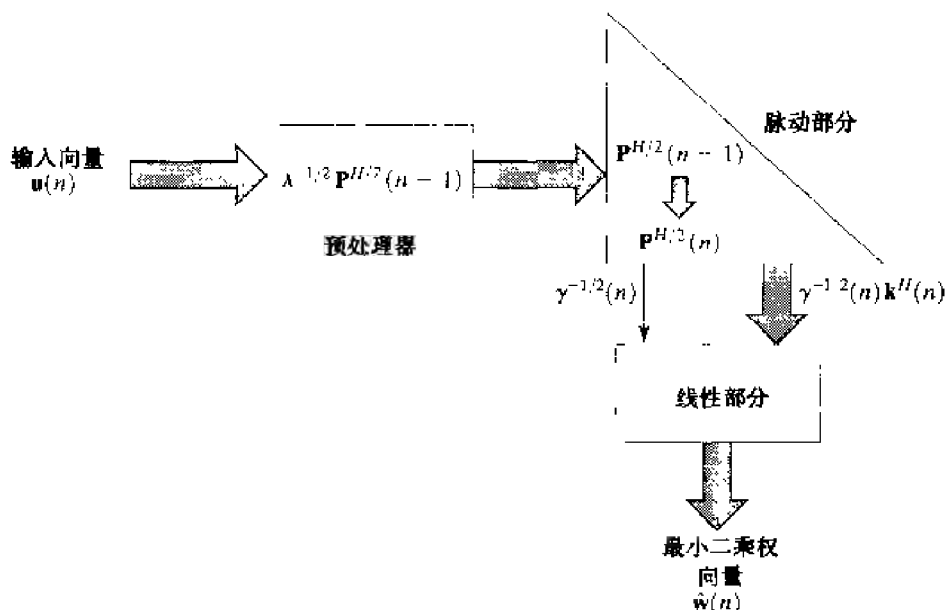 输入向量
u(n)
λ⁻¹/² P^{H/2}(n − 1)
预处理器
脉动部分
P^{H/2}(n − 1)
P^{H/2}(n)
γ^{−1/2}(n)
γ^{−1 2}(n) k^H(n)
线性部分
最小二乘权
向量
ŵ(n)